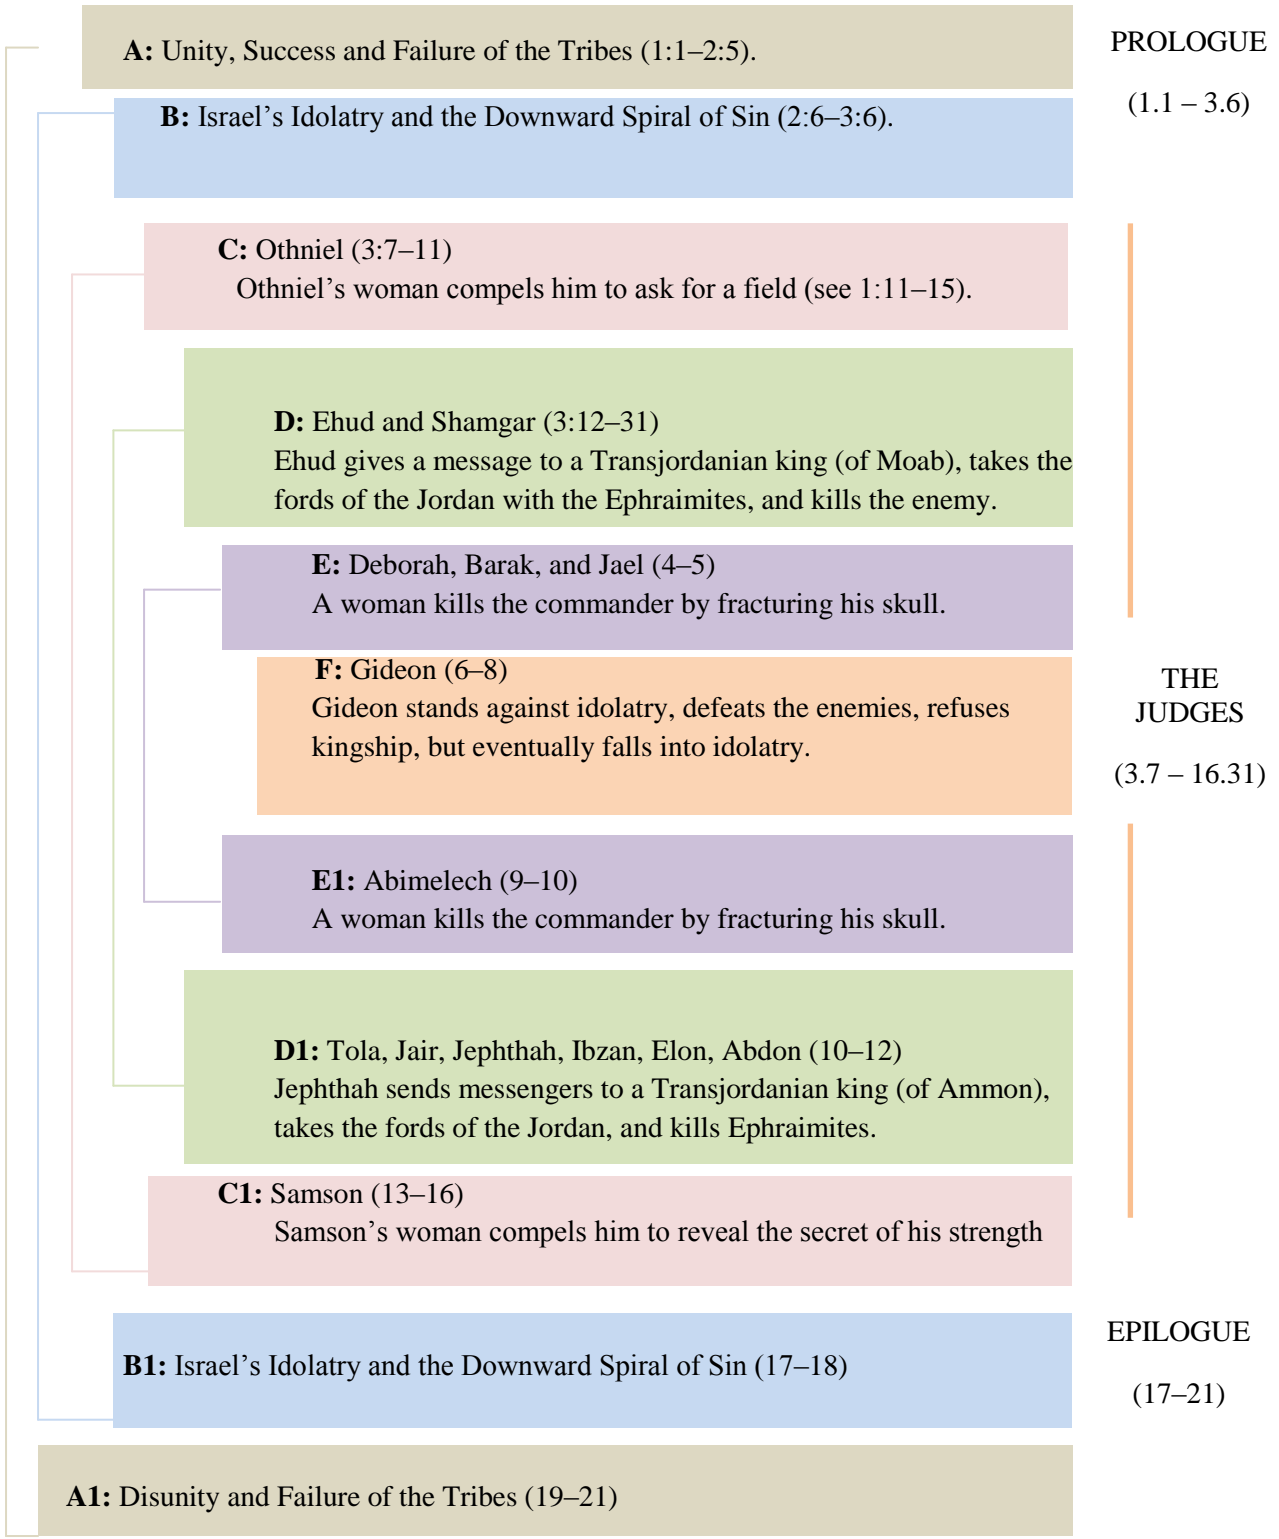 A: Unity, Success and Failure of the Tribes (1:1–2:5).
PROLOGUE
(1.1 – 3.6)
B: Israel’s Idolatry and the Downward Spiral of Sin (2:6–3:6).
C: Othniel (3:7–11)
Othniel’s woman compels him to ask for a field (see 1:11–15).
D: Ehud and Shamgar (3:12–31)
Ehud gives a message to a Transjordanian king (of Moab), takes the
fords of the Jordan with the Ephraimites, and kills the enemy.
E: Deborah, Barak, and Jael (4–5)
A woman kills the commander by fracturing his skull.
F: Gideon (6–8)
Gideon stands against idolatry, defeats the enemies, refuses
kingship, but eventually falls into idolatry.
THE
JUDGES
(3.7 – 16.31)
E1: Abimelech (9–10)
A woman kills the commander by fracturing his skull.
D1: Tola, Jair, Jephthah, Ibzan, Elon, Abdon (10–12)
Jephthah sends messengers to a Transjordanian king (of Ammon),
takes the fords of the Jordan, and kills Ephraimites.
C1: Samson (13–16)
Samson’s woman compels him to reveal the secret of his strength
B1: Israel’s Idolatry and the Downward Spiral of Sin (17–18)
EPILOGUE
(17–21)
A1: Disunity and Failure of the Tribes (19–21)